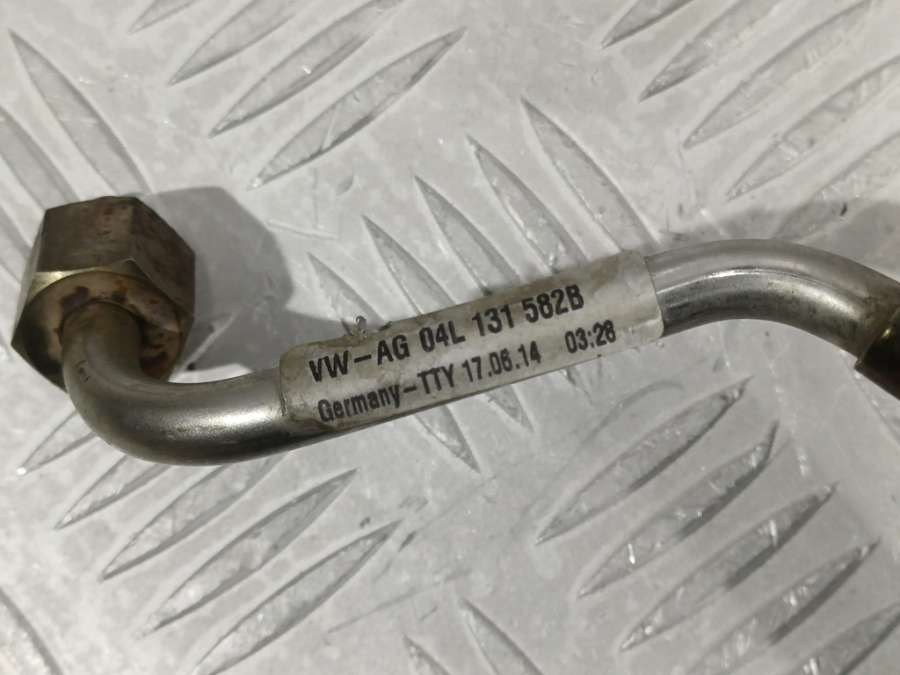 VW-AG 04L 131 582B
Germany-TTY 17.06.14 03:28